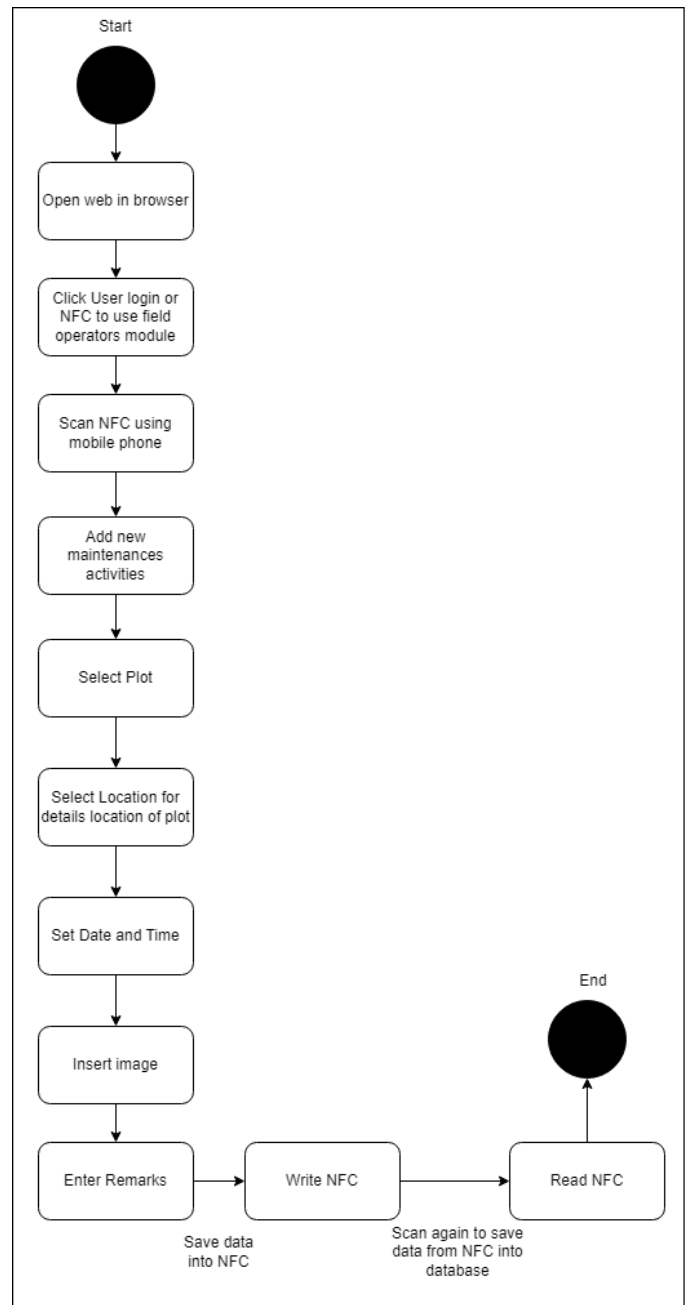 Start
Open web in browser
Click User login or
NFC to use field
operators module
Scan NFC using
mobile phone
Add new
maintenances
activities
Select Plot
Select Location for
details location of plot
Set Date and Time
Insert image
Enter Remarks
Save data
into NFC
Write NFC
Scan again to save
data from NFC into
database
Read NFC
End